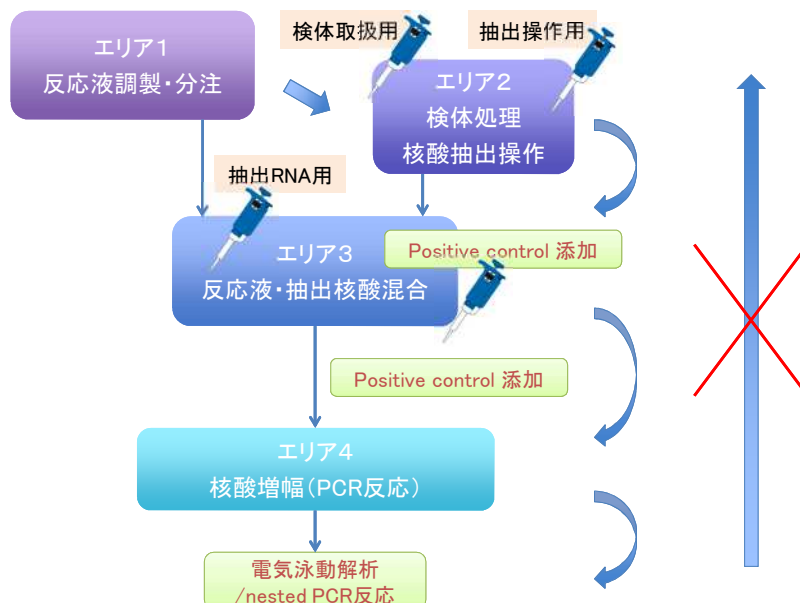 エリア1
反応液調製・分注
検体取扱用
抽出操作用
エリア2
検体処理
核酸抽出操作
抽出RNA用
エリア3
反応液・抽出核酸混合
Positive control 添加
Positive control 添加
エリア4
核酸増幅(PCR反応)
電気泳動解析
/nested PCR反応